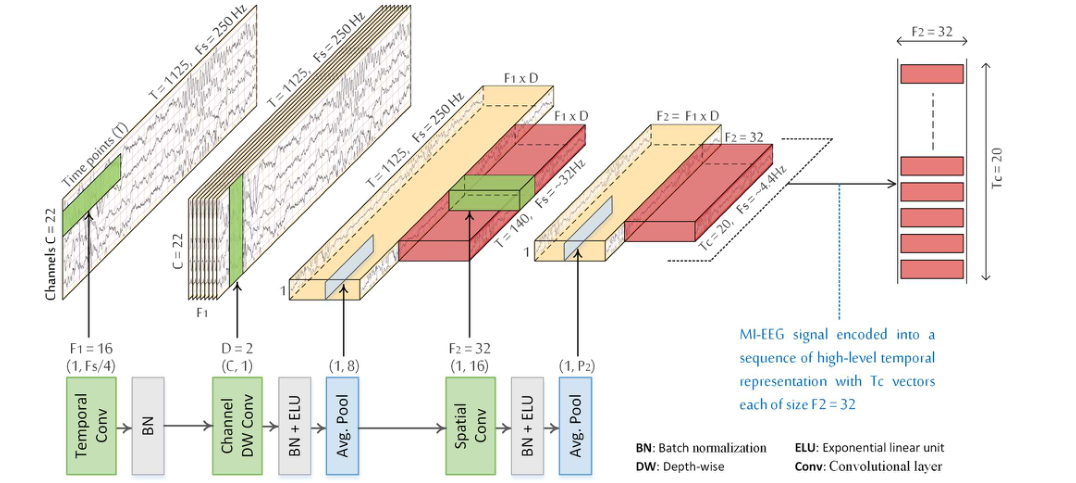 T = 1125, Fs = 250 Hz
Time points (T)
Channels C = 22
T = 1125, Fs = 250 Hz
C = 22
F1
F1 x D
T = 1125, Fs = 250 Hz
1
F1 x D
T = 140, Fs = ~32Hz
F2 = F1 x D
1
F2 = 32
Tc = 20, Fs = ~4.4Hz
F2 = 32
Tc = 20
MI-EEG signal encoded into a
sequence of high-level temporal
representation with Tc vectors
each of size F2 = 32
F1 = 16
(1, Fs/4)
D = 2
(C, 1)
(1, 8)
F2 = 32
(1, 16)
(1, P2)
Temporal
Conv
BN
Channel
DW Conv
BN + ELU
Avg. Pool
Spatial
Conv
BN + ELU
Avg. Pool
BN: Batch normalization
ELU: Exponential linear unit
DW: Depth-wise
Conv: Convolutional layer